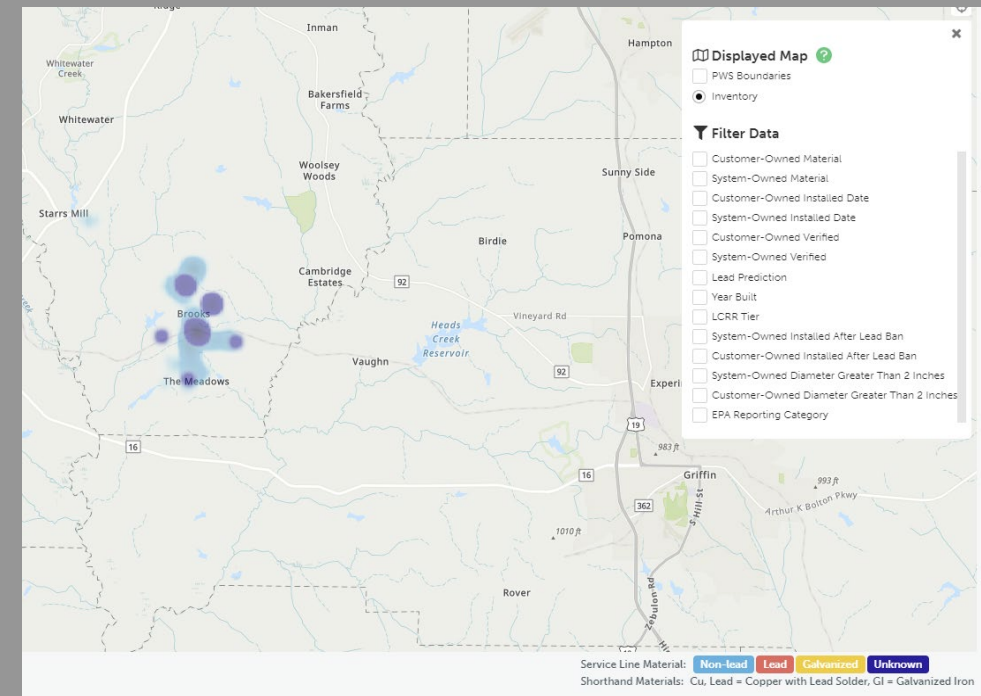 Inman
Hampton
Whitewater
Creek
Bakersfield
Farms
Whitewater
Woolsey
Woods
Sunny Side
Starrs Mill
Birdie
Pomona
Cambridge
Estates
92
Brooks
Vineyard Rd
Heads
Creek
Reservoir
Vaughn
92
The Meadows
Experi
19
16
983 ft
16
Griffin
993 ft
362
S Hill St
Arthur K Bolton Pkwy
1010 ft
Rover
Zebulon Rd
Displayed Map ?
PWS Boundaries
Inventory
Filter Data
Customer-Owned Material
System-Owned Material
Customer-Owned Installed Date
System-Owned Installed Date
Customer-Owned Verified
System-Owned Verified
Lead Prediction
Year Built
LCRR Tier
System-Owned Installed After Lead Ban
Customer-Owned Installed After Lead Ban
System-Owned Diameter Greater Than 2 Inches
Customer-Owned Diameter Greater Than 2 Inches
EPA Reporting Category
Service Line Material: Non-lead Lead Galvanized Unknown
Shorthand Materials: Cu, Lead = Copper with Lead Solder, GI = Galvanized Iron